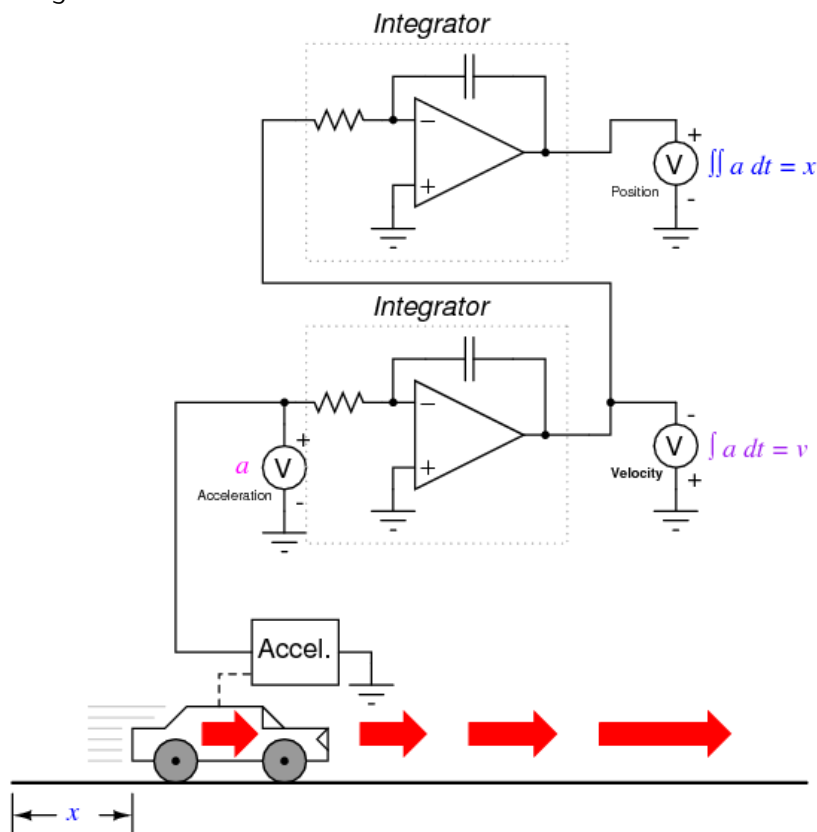 Integrator
− +
+ V - Position ∫∫ a dt = x
Integrator
− +
a + V - Acceleration
- V + Velocity ∫ a dt = v
Accel.
x